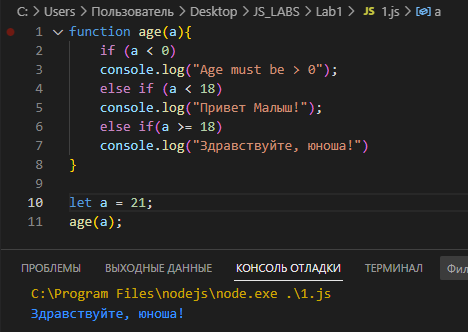 C: > Users > Пользователь > Desktop > JS_LABS > Lab1 > JS 1.js > a
1 function age(a){
2 if (a < 0)
3 console.log("Age must be > 0");
4 else if (a < 18)
5 console.log("Привет Малыш!");
6 else if(a >= 18)
7 console.log("Здравствуйте, юноша!")
8 }
9
10 let a = 21;
11 age(a);
ПРОБЛЕМЫ ВЫХОДНЫЕ ДАННЫЕ КОНСОЛЬ ОТЛАДКИ ТЕРМИНАЛ Фил
C:\Program Files\nodejs\node.exe .\1.js
Здравствуйте, юноша!